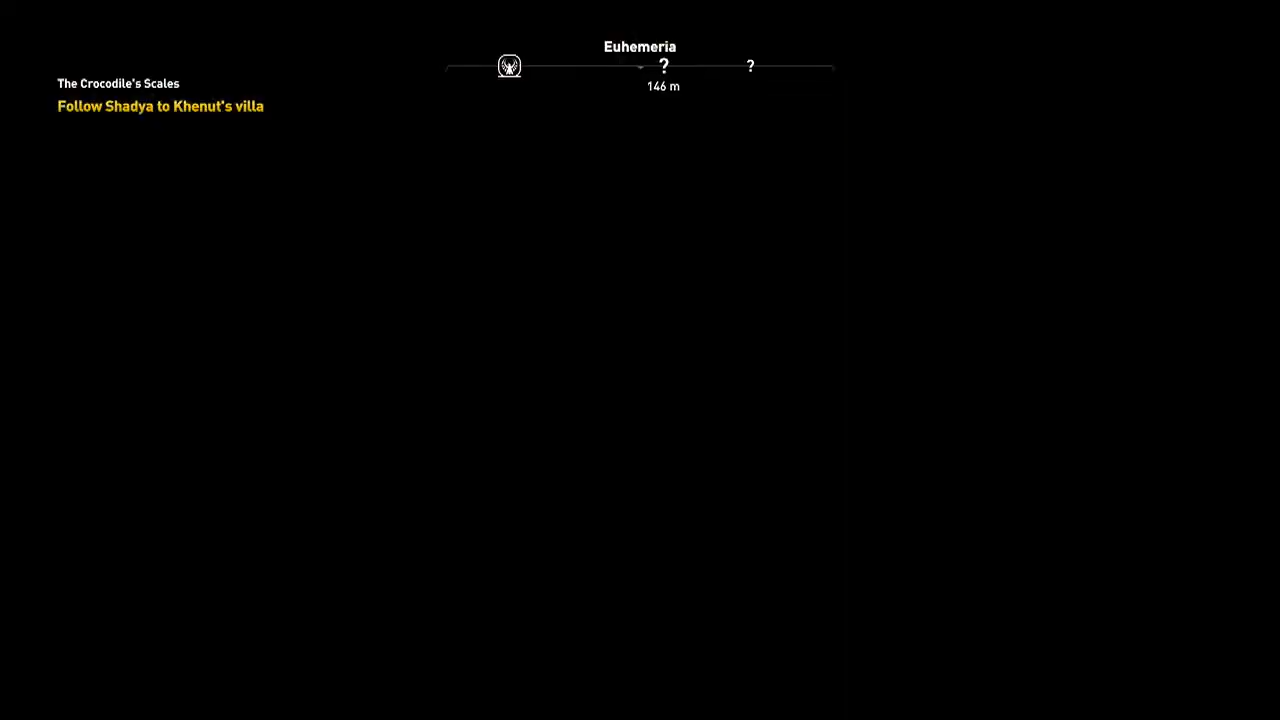 Euhemeria
? ?
The Crocodile's Scales
146 m
Follow Shadya to Khenut's villa